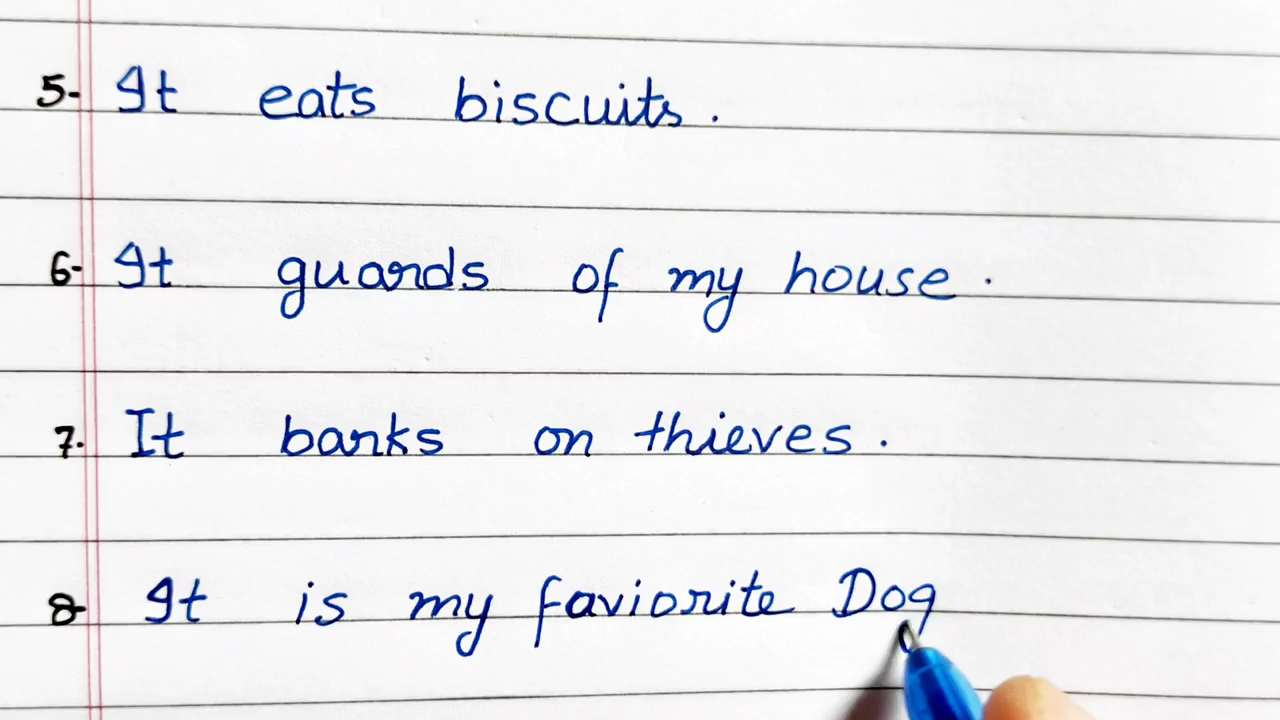 5- It eats biscuits.
6- It guards of my house.
7. It barks on thieves.
8- It is my faviorite Dog